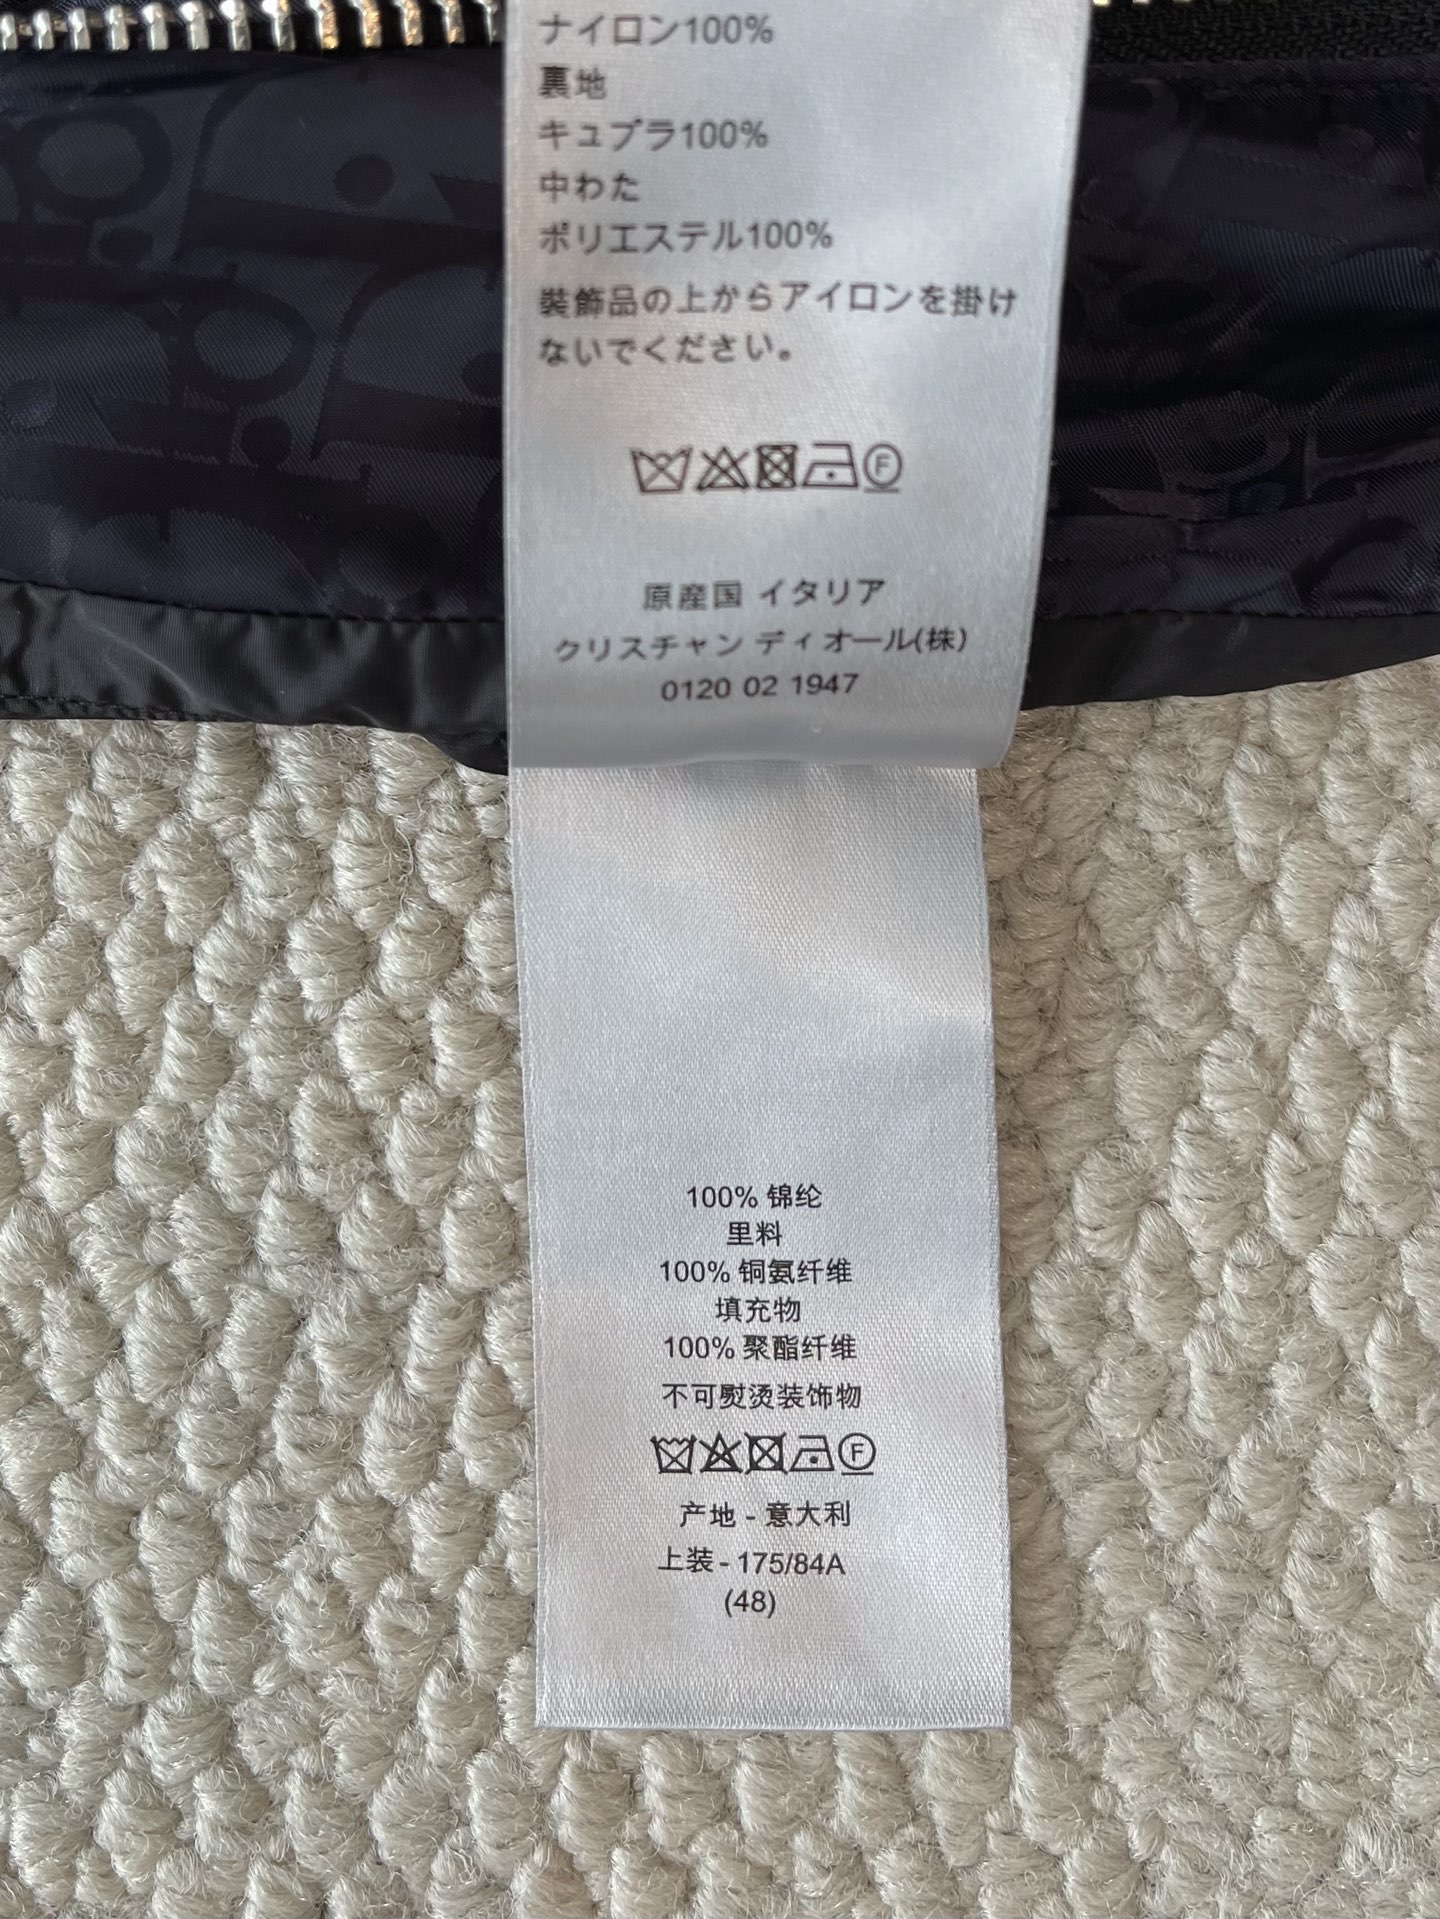 ナイロン100%
裏地
キュプラ100%
中わた
ポリエステル100%
装飾品の上からアイロンを掛け
ないでください。
F
原産国 イタリア
クリスチャン ディオール(株)
0120 02 1947
100% 锦纶
里料
100% 铜氨纤维
填充物
100% 聚酯纤维
不可熨烫装饰物
F
产地 - 意大利
上装 - 175/84A
(48)